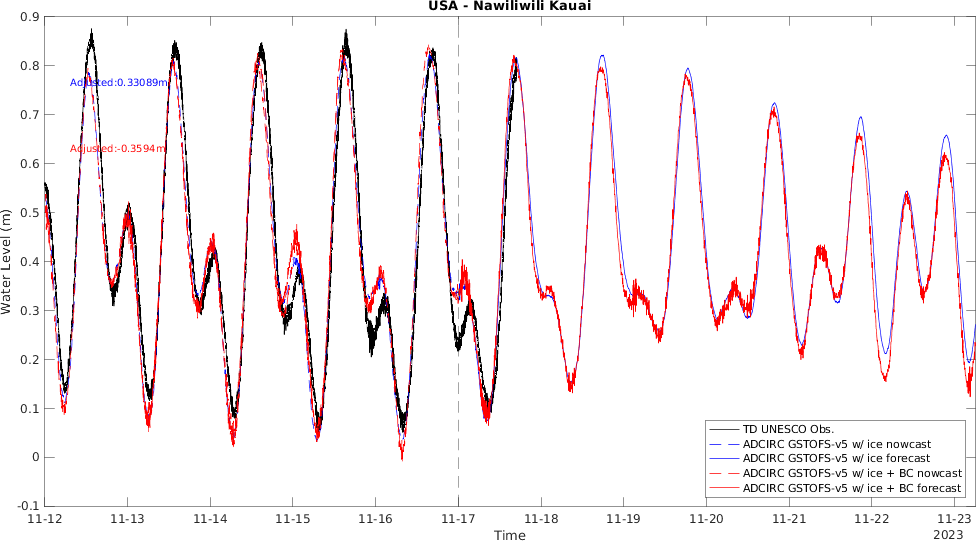 USA - Nawiliwili Kauai
0.9
0.8
0.7
0.6
0.5
0.4
0.3
0.2
0.1
0
-0.1
Water Level (m)
Adjusted:0.33089m
Adjusted:-0.3594m
TD UNESCO Obs.
ADCIRC GSTOFS-v5 w/ ice nowcast
ADCIRC GSTOFS-v5 w/ ice forecast
ADCIRC GSTOFS-v5 w/ ice + BC nowcast
ADCIRC GSTOFS-v5 w/ ice + BC forecast
11-12 11-13 11-14 11-15 11-16 11-17 11-18 11-19 11-20 11-21 11-22 11-23
2023
Time